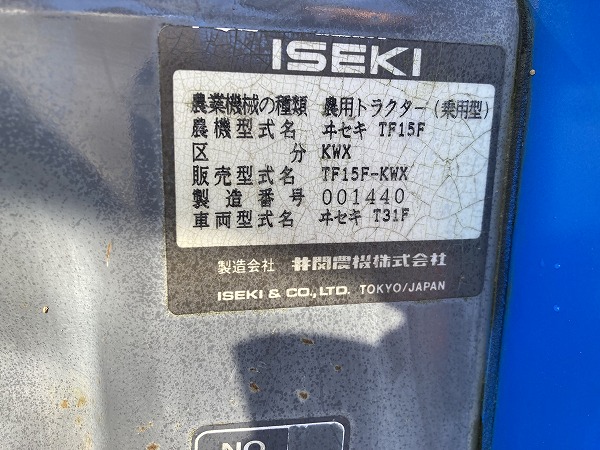 ISEKI
農業機械の種類 農用トラクター(乗用型)
農機型式名 ヰセキ TF15F
区分 KWX
販売型式名 TF15F-KWX
製造番号 001440
車両型式名 ヰセキ T31F
製造会社 井関農機株式会社
ISEKI & CO., LTD. TOKYO/JAPAN
NO